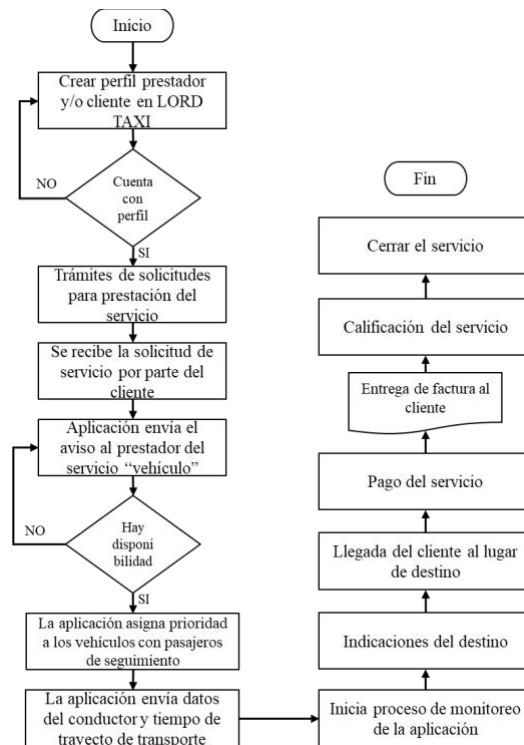 Inicio
Crear perfil prestador
y/o cliente en LORD
TAXI
NO
Cuenta
con
perfil
SI
Trámites de solicitudes
para prestación del
servicio
Se recibe la solicitud de
servicio por parte del
cliente
Aplicación envía el
aviso al prestador del
servicio “vehículo”
NO
Hay
disponi
bilidad
SI
La aplicación asigna prioridad
a los vehículos con pasajeros
de seguimiento
La aplicación envía datos
del conductor y tiempo de
trayecto de transporte
Inicia proceso de monitoreo
de la aplicación
Indicaciones del destino
Llegada del cliente al lugar
de destino
Pago del servicio
Entrega de factura al
cliente
Calificación del servicio
Cerrar el servicio
Fin